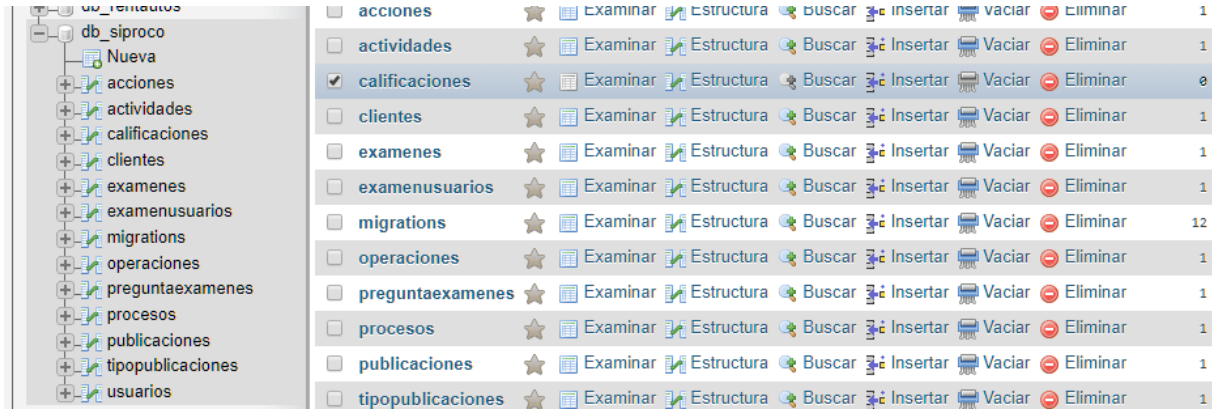 db_rentautos
db_siproco
Nueva
acciones
actividades
calificaciones
clientes
examenes
examenusuarios
migrations
operaciones
preguntaexamenes
procesos
publicaciones
tipopublicaciones
usuarios
acciones Examinar Estructura Buscar Insertar Vaciar Eliminar 1
actividades Examinar Estructura Buscar Insertar Vaciar Eliminar 1
calificaciones Examinar Estructura Buscar Insertar Vaciar Eliminar 0
clientes Examinar Estructura Buscar Insertar Vaciar Eliminar 1
examenes Examinar Estructura Buscar Insertar Vaciar Eliminar 1
examenusuarios Examinar Estructura Buscar Insertar Vaciar Eliminar 1
migrations Examinar Estructura Buscar Insertar Vaciar Eliminar 12
operaciones Examinar Estructura Buscar Insertar Vaciar Eliminar 1
preguntaexamenes Examinar Estructura Buscar Insertar Vaciar Eliminar 1
procesos Examinar Estructura Buscar Insertar Vaciar Eliminar 1
publicaciones Examinar Estructura Buscar Insertar Vaciar Eliminar 1
tipopublicaciones Examinar Estructura Buscar Insertar Vaciar Eliminar 1